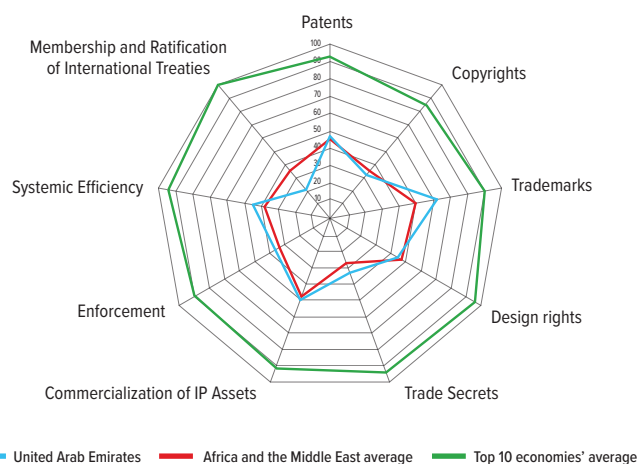 Patents
Membership and Ratification
of International Treaties
Copyrights
100
90
80
70
60
50
40
30
20
10
Systemic Efficiency
Trademarks
Enforcement
Design rights
Commercialization of IP Assets
Trade Secrets
United Arab Emirates
Africa and the Middle East average
Top 10 economies' average